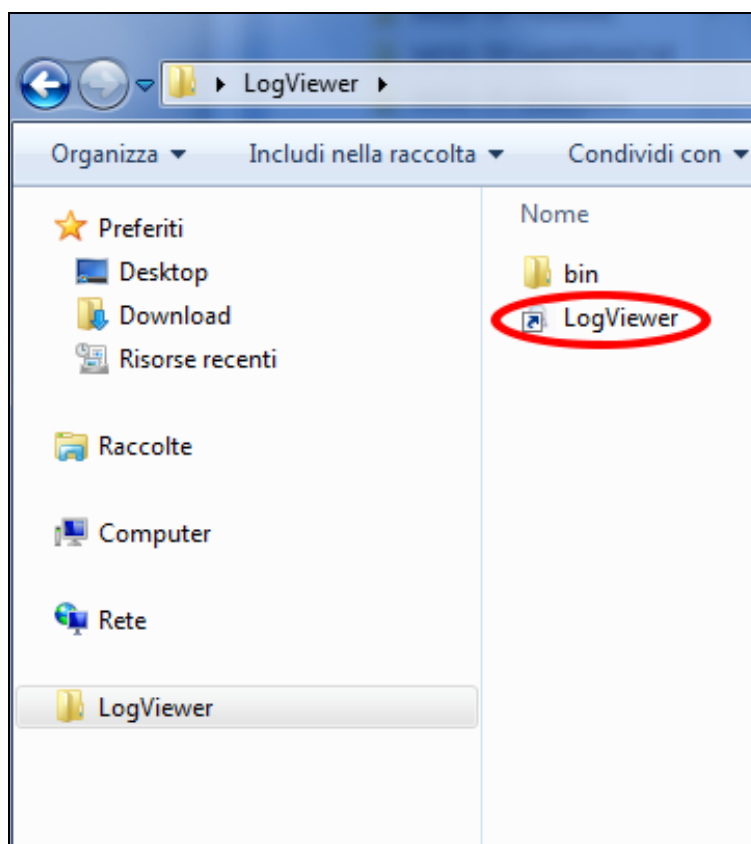 LogViewer
Organizza Includi nella raccolta Condividi con
Preferiti
Desktop
Download
Risorse recenti
Raccolte
Computer
Rete
LogViewer
Nome
bin
LogViewer